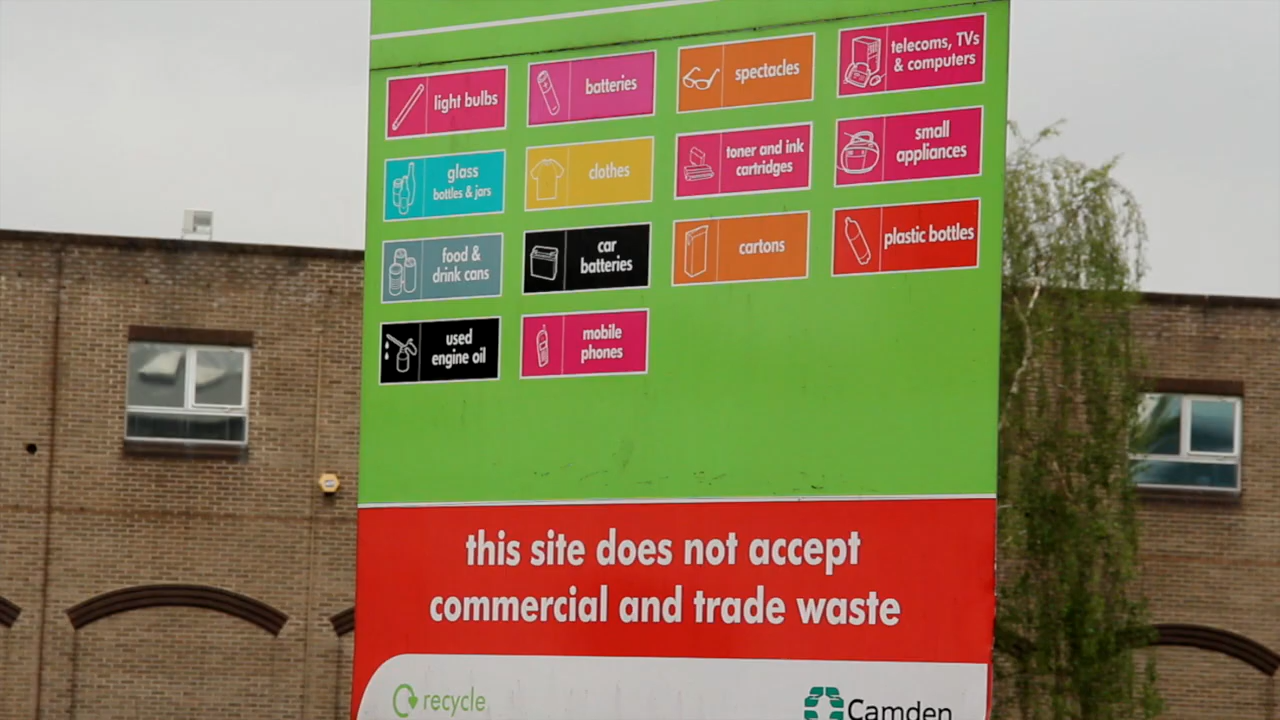 light bulbs
batteries
spectacles
telecoms, TVs
& computers
glass
bottles & jars
clothes
toner and ink
cartridges
small
appliances
food &
drink cans
car
batteries
cartons
plastic bottles
used
engine oil
mobile
phones
this site does not accept
commercial and trade waste
recycle
Camden